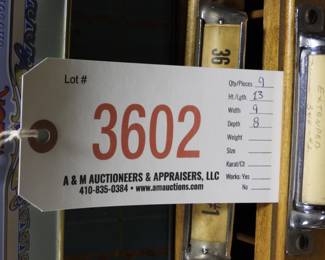 Lot #
3602
A & M AUCTIONEERS & APPRAISERS, LLC
410-835-0384 • www.amauctions.com
Qty/Pieces 9
Ht./Lgth 13
Width 9
Depth 8
Weight
Size
Karat/Ct
Works: Yes
No
36
#1